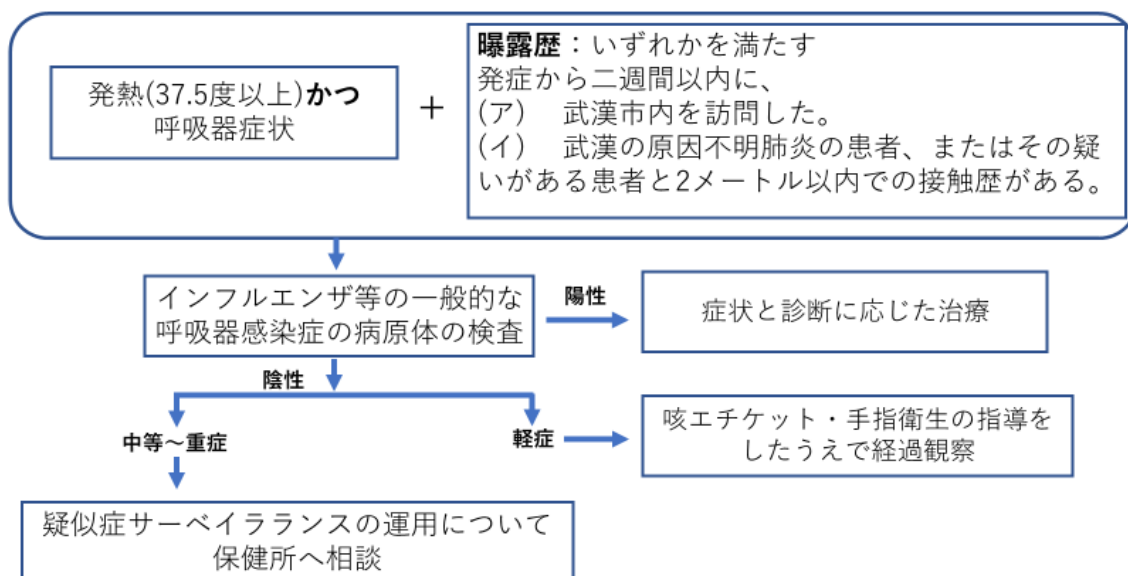 発熱(37.5度以上)かつ
呼吸器症状
+
曝露歴：いずれかを満たす
発症から二週間以内に、
(ア)　武漢市内を訪問した。
(イ)　武漢の原因不明肺炎の患者、またはその疑
いがある患者と2メートル以内での接触歴がある。
インフルエンザ等の一般的な
呼吸器感染症の病原体の検査
陽性
症状と診断に応じた治療
陰性
中等～重症
軽症
咳エチケット・手指衛生の指導を
したうえで経過観察
疑似症サーベイラランスの運用について
保健所へ相談